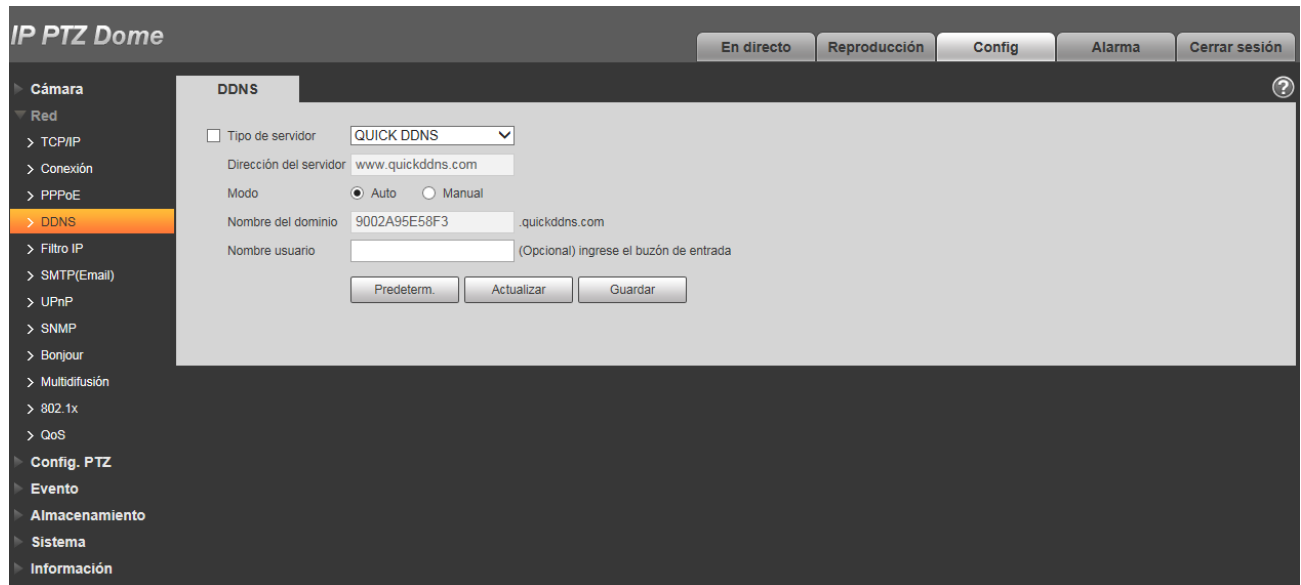 IP PTZ Dome
En directo
Reproducción
Config
Alarma
Cerrar sesión
Cámara
Red
TCP/IP
Conexión
PPPoE
DDNS
Filtro IP
SMTP(Email)
UPnP
SNMP
Bonjour
Multidifusión
802.1x
QoS
Config. PTZ
Evento
Almacenamiento
Sistema
Información
DDNS
?
Tipo de servidor QUICK DDNS
Dirección del servidor www.quickddns.com
Modo Auto Manual
Nombre del dominio 9002A95E58F3 .quickddns.com
Nombre usuario (Opcional) ingrese el buzón de entrada
Predeterm. Actualizar Guardar